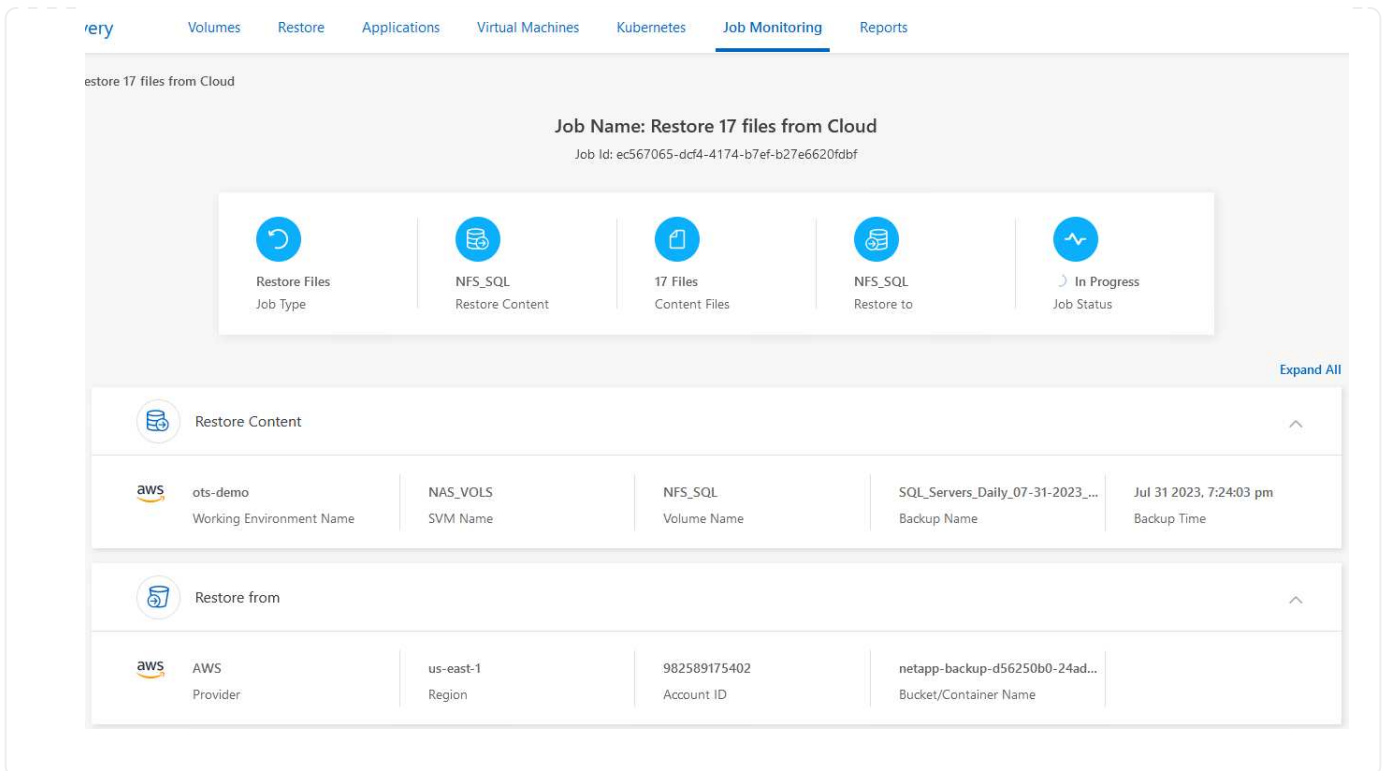 very Volumes Restore Applications Virtual Machines Kubernetes Job Monitoring Reports
estore 17 files from Cloud
Job Name: Restore 17 files from Cloud
Job Id: ec567065-dcf4-4174-b7ef-b27e6620fdbf
Restore Files NFS_SQL 17 Files NFS_SQL In Progress
Job Type Restore Content Content Files Restore to Job Status
Expand All
Restore Content
aws ots-demo NAS_VOLS NFS_SQL SQL_Servers_Daily_07-31-2023_... Jul 31 2023, 7:24:03 pm
Working Environment Name SVM Name Volume Name Backup Name Backup Time
Restore from
aws AWS us-east-1 982589175402 netapp-backup-d56250b0-24ad...
Provider Region Account ID Bucket/Container Name